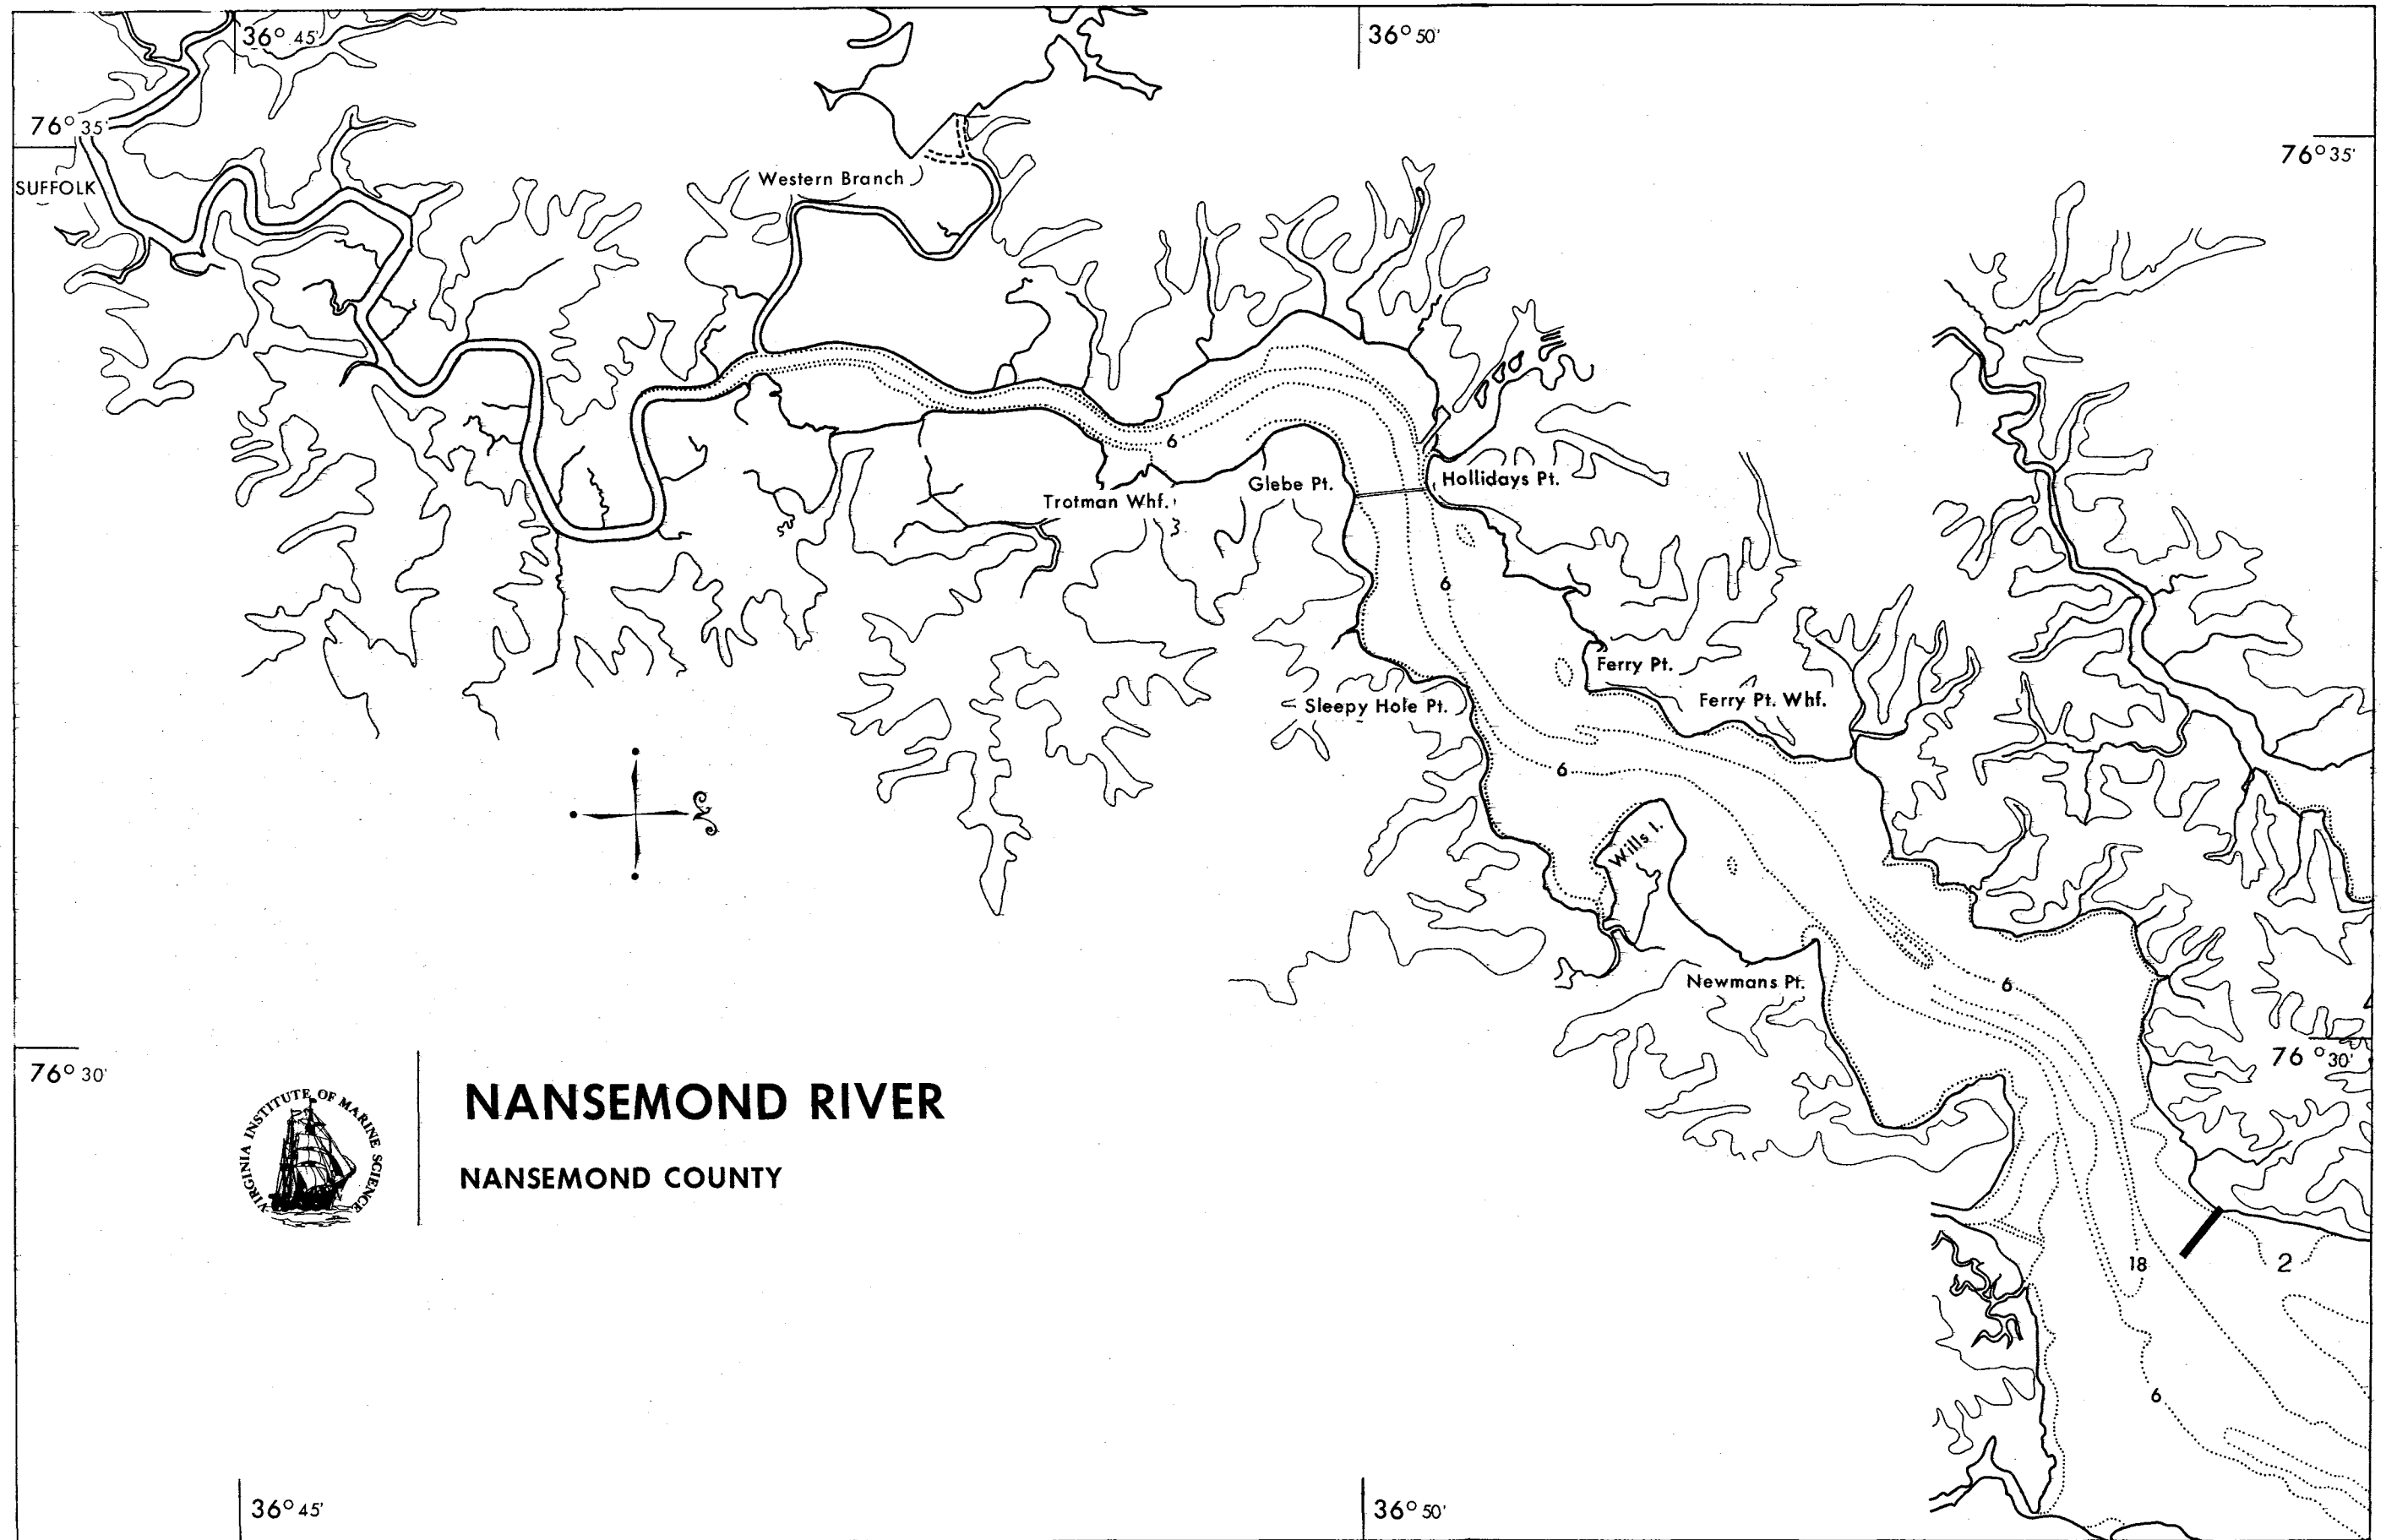 36° 45'
36° 50'
76° 35'
76° 35'
SUFFOLK
Western Branch
6
Glebe Pt.
Hollidays Pt.
Trotman Whf.
6
Ferry Pt.
Sleepy Hole Pt.
Ferry Pt. Whf.
6
Wills I.
Newmans Pt.
6
76° 30'
76° 30'
VIRGINIA INSTITUTE OF MARINE SCIENCE
NANSEMOND RIVER
NANSEMOND COUNTY
18
2
6
36° 45'
36° 50'